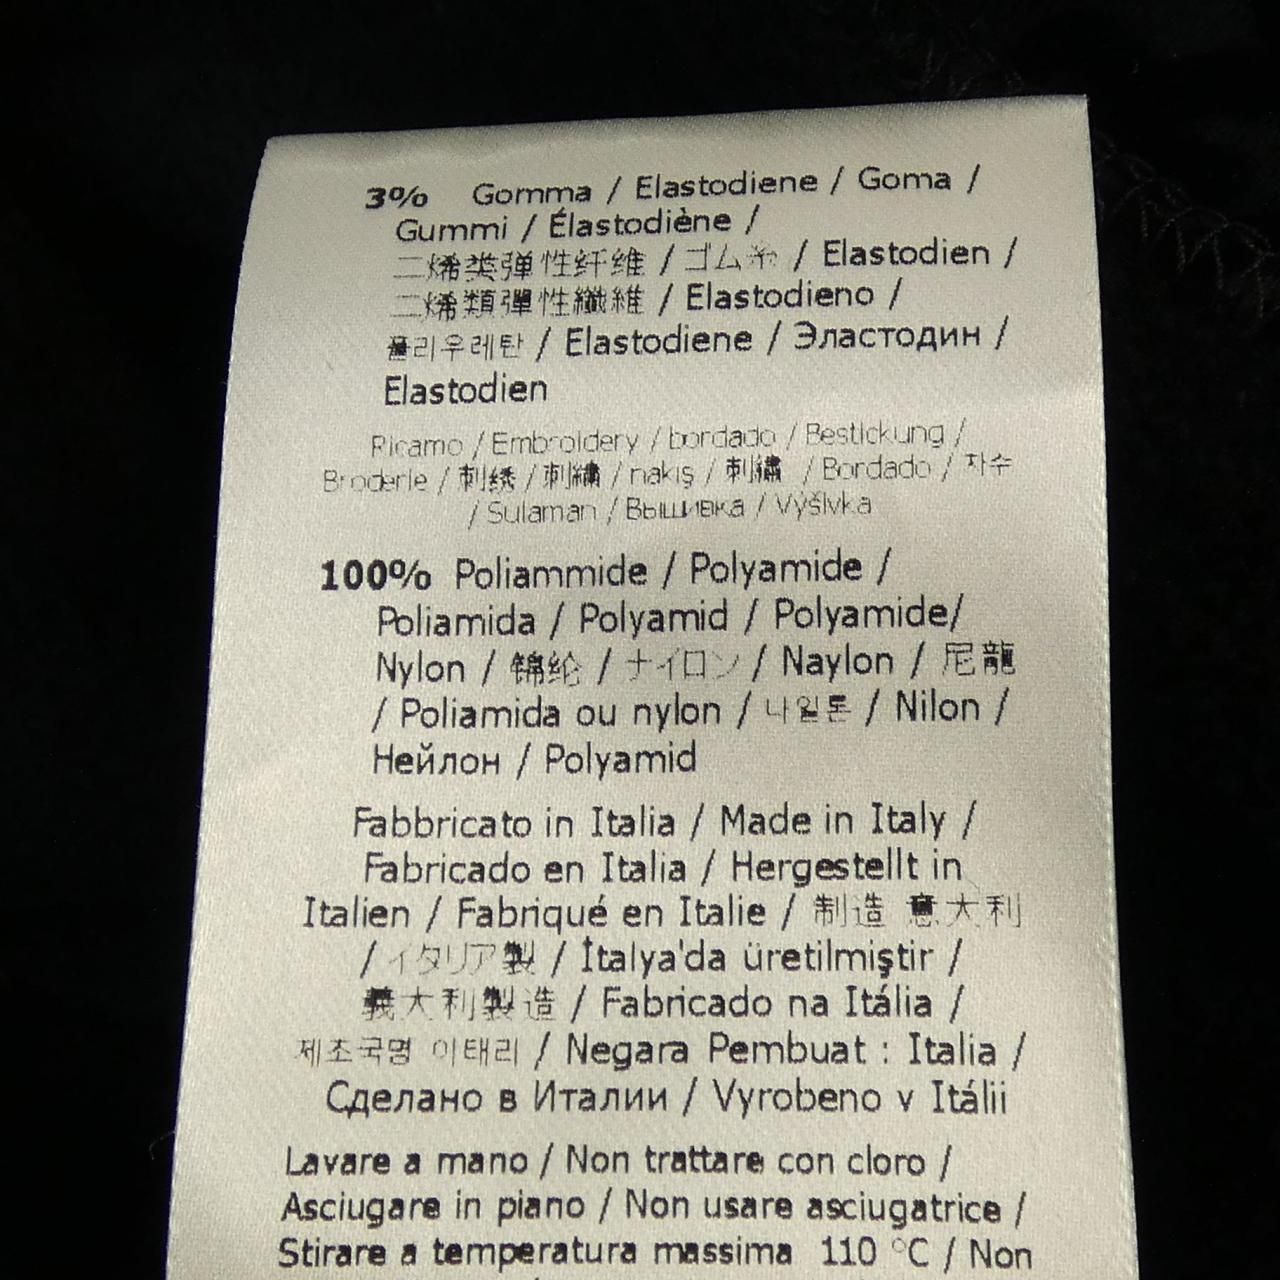 3% Gomma / Elastodiene / Goma /
Gummi / Élastodiène /
二烯类弹性纤维 / ゴム糸 / Elastodien /
二烯類彈性纖維 / Elastodieno /
폴리우레탄 / Elastodiene / Эластодин /
Elastodien
Ricamo / Embroidery / bordado / Bestickung /
Broderie / 刺绣 / 刺繍 / nakış / 刺繡 / Bordado / 자수
/ Sulaman / Вышивка / Výšivka
100% Poliammide / Polyamide /
Poliamida / Polyamid / Polyamide/
Nylon / 锦纶 / ナイロン / Naylon / 尼龍
/ Poliamida ou nylon / 나일론 / Nilon /
Нейлон / Polyamid
Fabbricato in Italia / Made in Italy /
Fabricado en Italia / Hergestellt in
Italien / Fabriqué en Italie / 制造 意大利
/ イタリア製 / İtalya'da üretilmiştir /
義大利製造 / Fabricado na Itália /
제조국명 이태리 / Negara Pembuat : Italia /
Сделано в Италии / Vyrobeno v Itálii
Lavare a mano / Non trattare con cloro /
Asciugare in piano / Non usare asciugatrice /
Stirare a temperatura massima 110 °C / Non